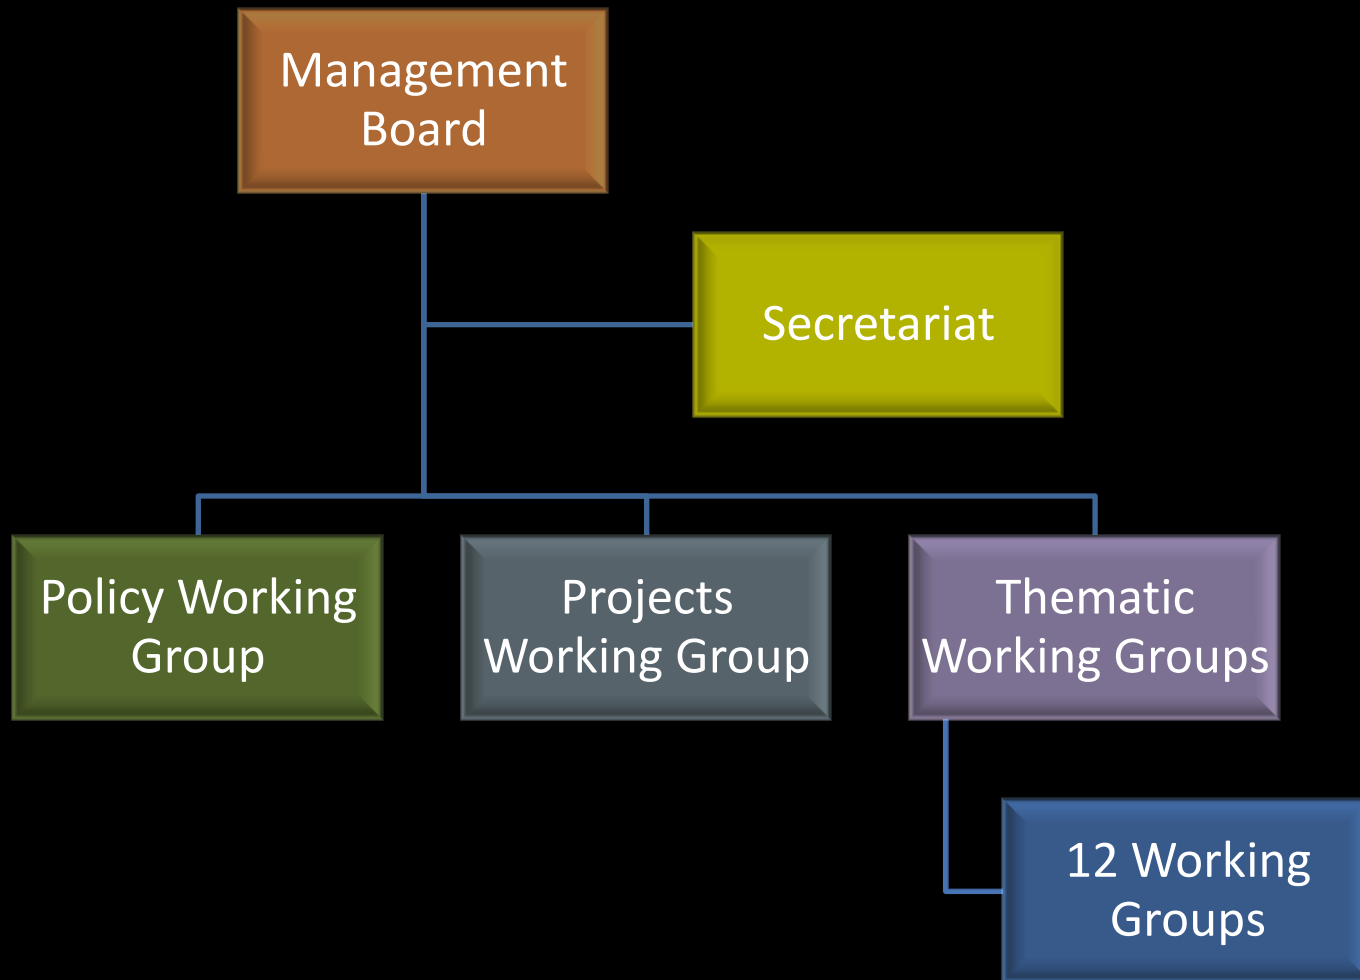 Management
Board
Secretariat
Policy Working
Group
Projects
Working Group
Thematic
Working Groups
12 Working
Groups